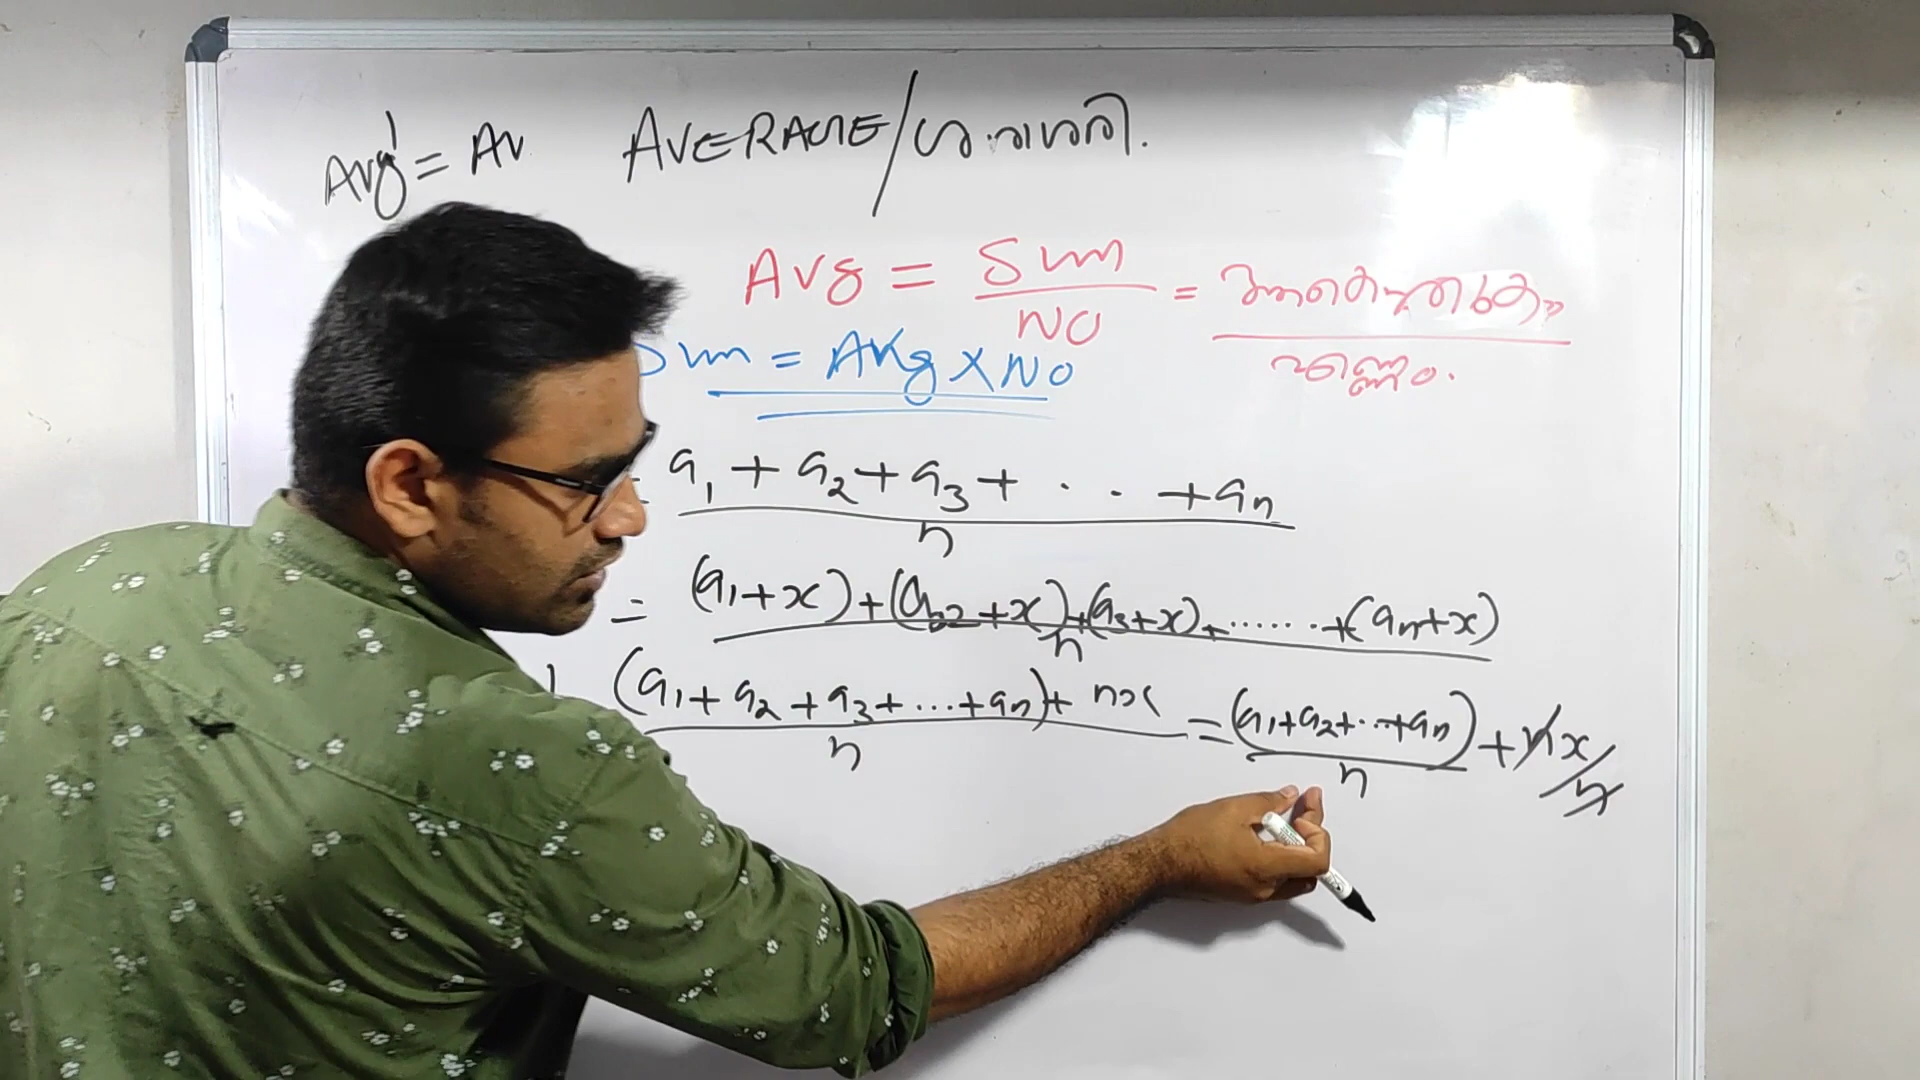 Avg' = Av
AVERAGE/ശരാശരി.
Avg = Sum/NO = /എണ്ണം.
Sum = Avg × NO
= a₁ + a₂ + a₃ + . . + aₙ / n
= (a₁+x)+(a₂+x)+(a₃+x)+......+(aₙ+x) / n
(a₁+a₂+a₃+...+aₙ)+nx / n = (a₁+a₂+...+aₙ) / n + nx/n